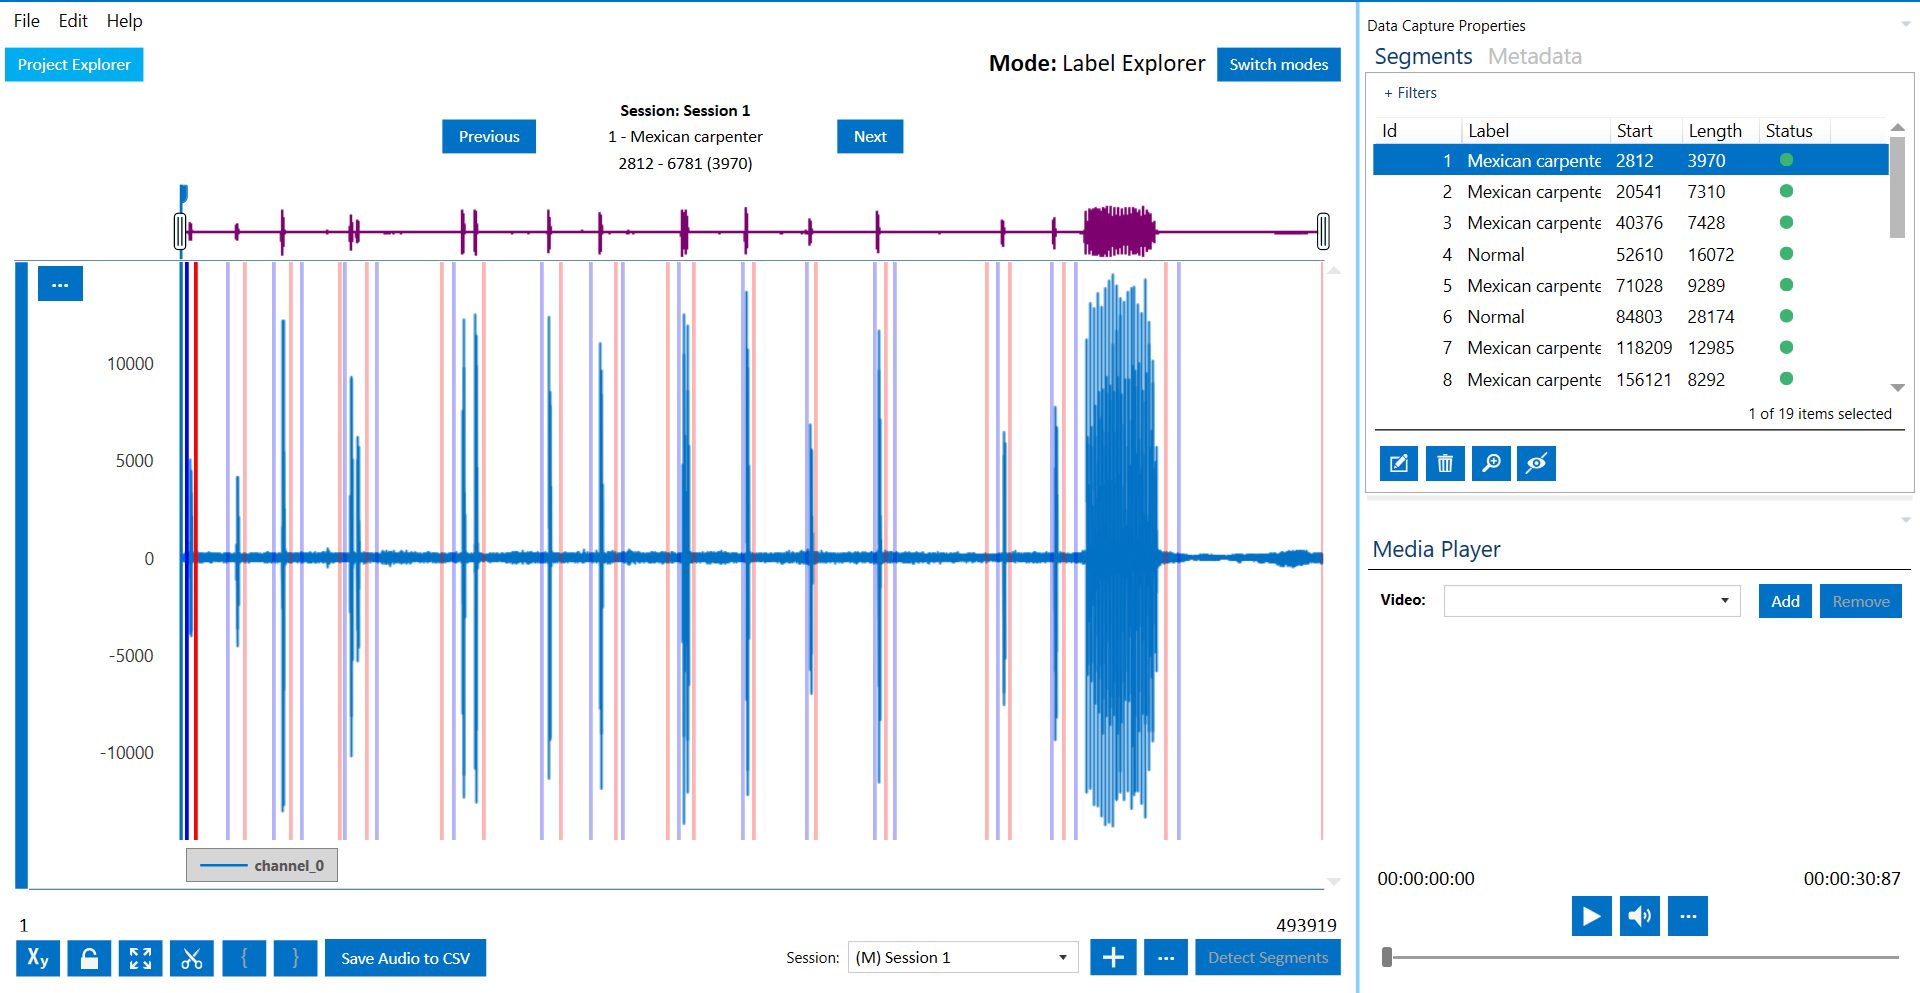 File Edit Help
Project Explorer
Mode: Label Explorer
Switch modes
Session: Session 1
Previous
1 - Mexican carpenter
Next
2812 - 6781 (3970)
...
10000
5000
0
-5000
-10000
channel_0
1
493919
Xy
{
}
Save Audio to CSV
Session:
(M) Session 1
...
Detect Segments
Data Capture Properties
Segments Metadata
+ Filters
Id Label Start Length Status
1 Mexican carpente 2812 3970
2 Mexican carpente 20541 7310
3 Mexican carpente 40376 7428
4 Normal 52610 16072
5 Mexican carpente 71028 9289
6 Normal 84803 28174
7 Mexican carpente 118209 12985
8 Mexican carpente 156121 8292
1 of 19 items selected
Media Player
Video:
Add
Remove
00:00:00:00
00:00:30:87
...